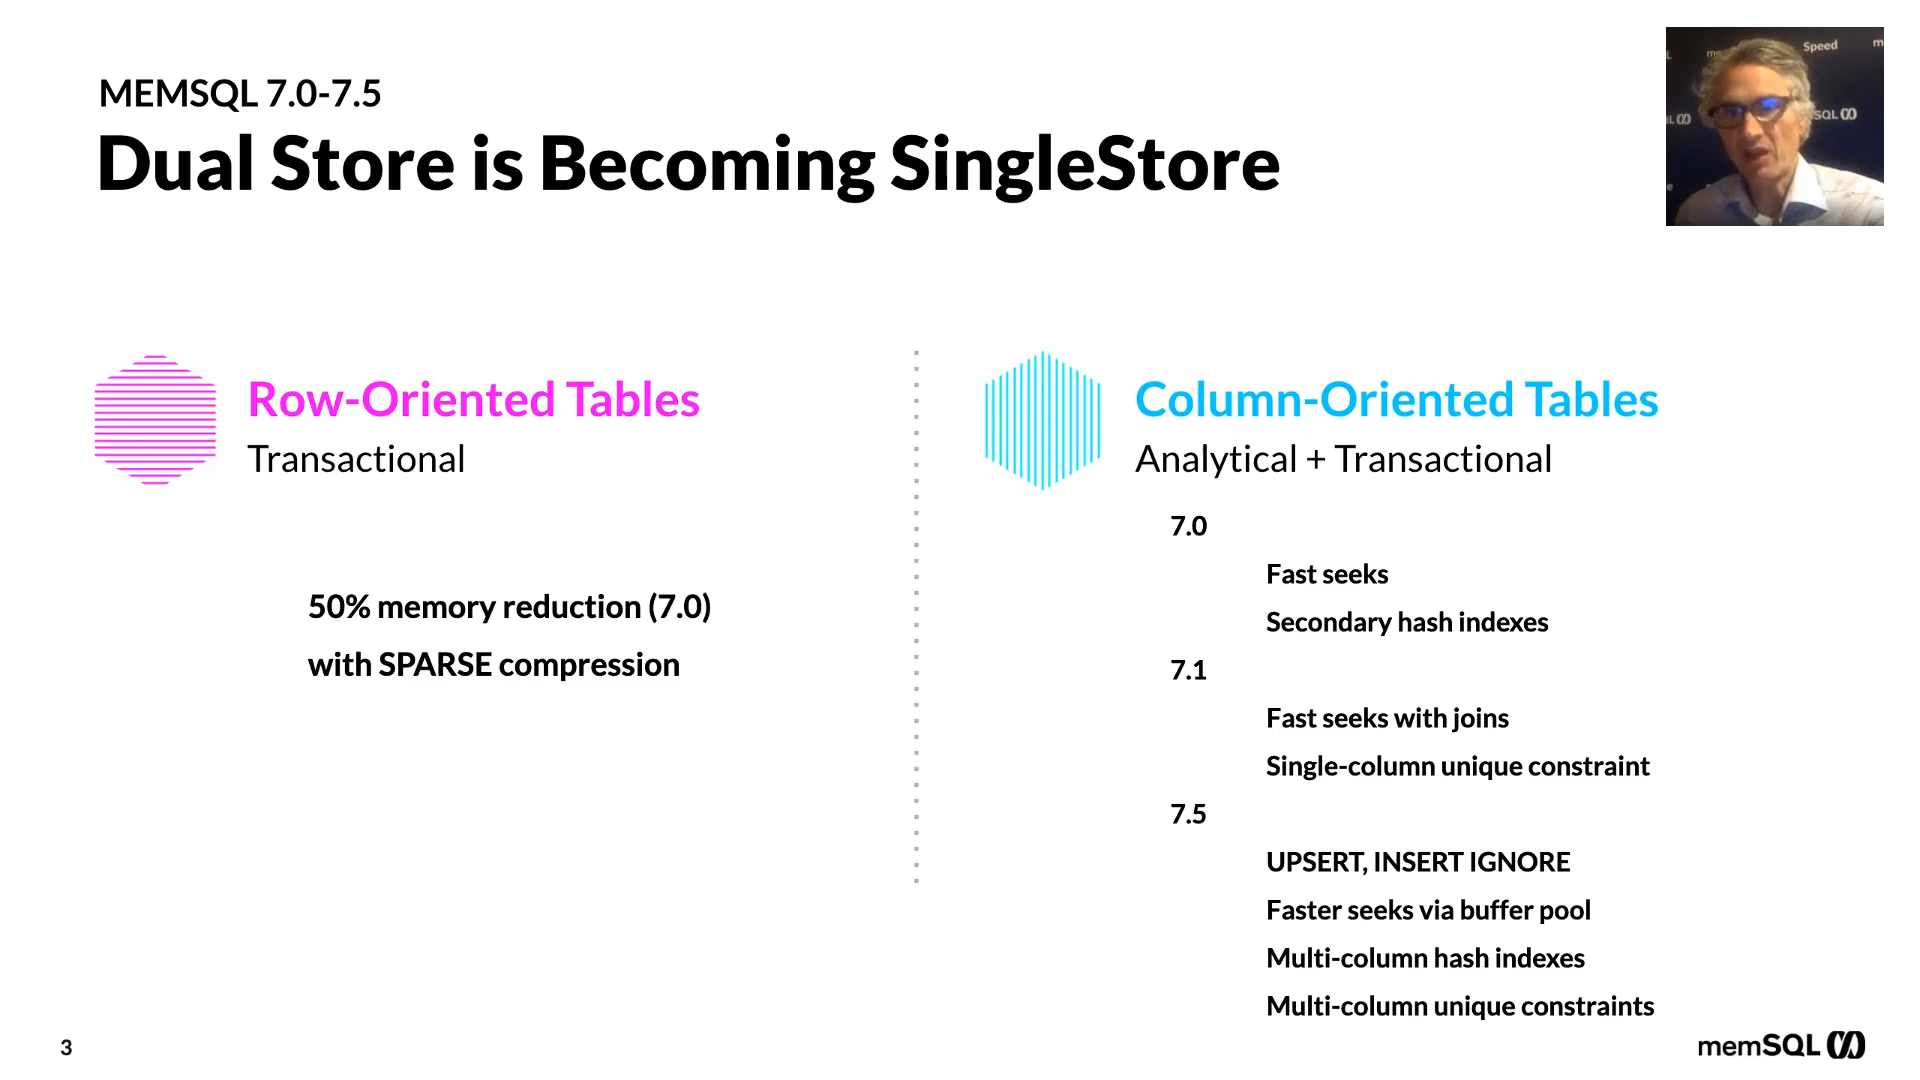 MEMSQL 7.0-7.5
Dual Store is Becoming SingleStore
Speed
SQL
Row-Oriented Tables
Transactional
50% memory reduction (7.0)
with SPARSE compression
Column-Oriented Tables
Analytical + Transactional
7.0
Fast seeks
Secondary hash indexes
7.1
Fast seeks with joins
Single-column unique constraint
7.5
UPSERT, INSERT IGNORE
Faster seeks via buffer pool
Multi-column hash indexes
Multi-column unique constraints
3
memSQL